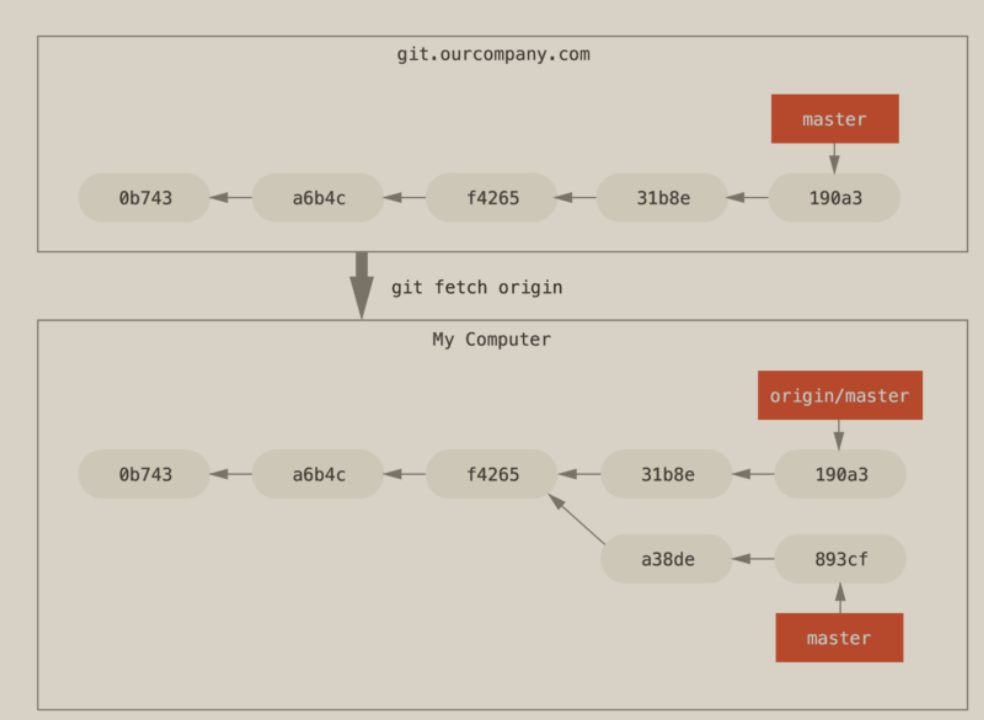 git.ourcompany.com
master
0b743 a6b4c f4265 31b8e 190a3
git fetch origin
My Computer
origin/master
0b743 a6b4c f4265 31b8e 190a3
a38de 893cf
master